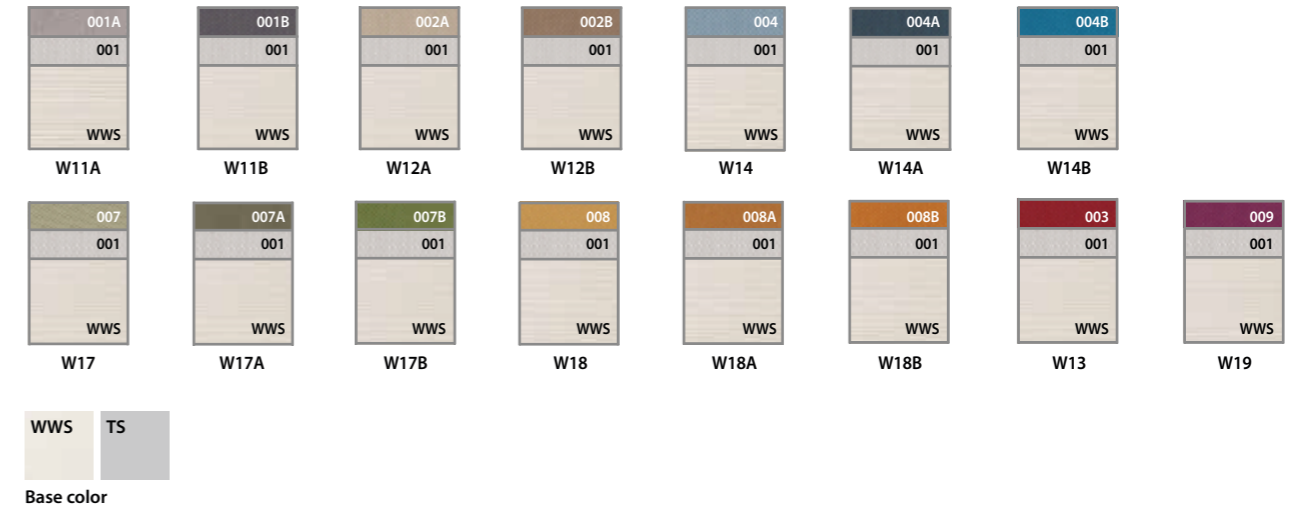 001A 001B 002A 002B 004 004A 004B
001 001 001 001 001 001 001
WWS WWS WWS WWS WWS WWS WWS
W11A W11B W12A W12B W14 W14A W14B
007 007A 007B 008 008A 008B 003 009
001 001 001 001 001 001 001 001
WWS WWS WWS WWS WWS WWS WWS WWS
W17 W17A W17B W18 W18A W18B W13 W19
WWS TS
Base color